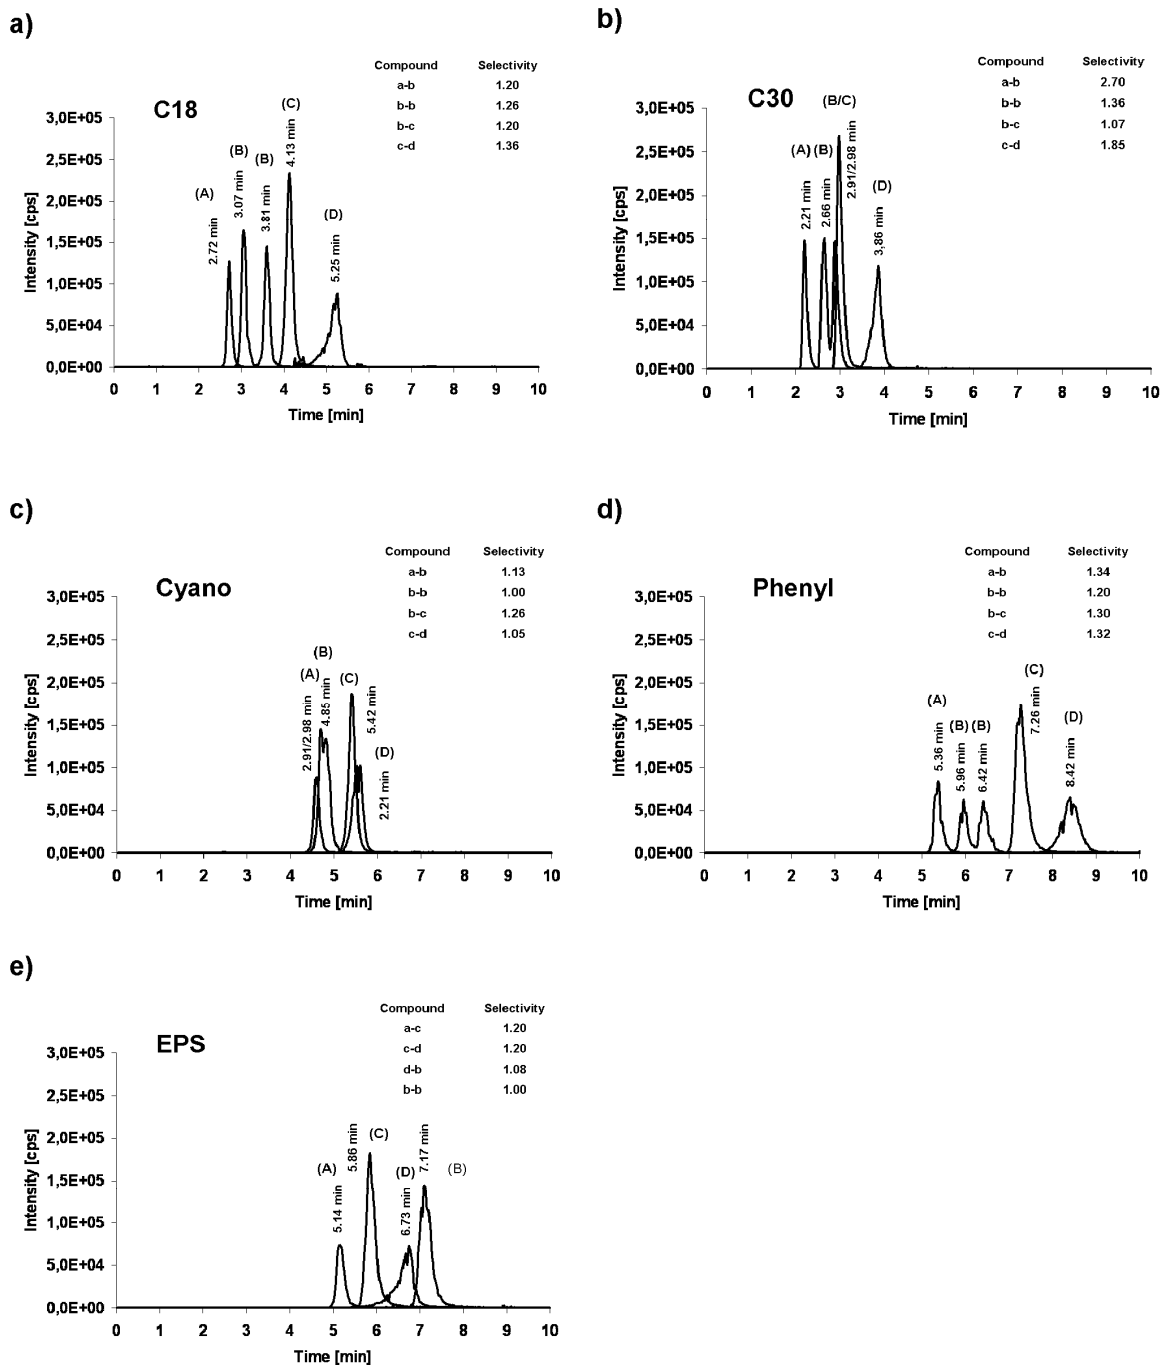 a)
C18
Compound Selectivity
a-b 1.20
b-b 1.26
b-c 1.20
c-d 1.36
3,0E+05
2,5E+05
2,0E+05
1,5E+05
1,0E+05
5,0E+04
0,0E+00
Intensity [cps]
(A)
2.72 min
(B)
3.07 min
(B)
3.81 min
(C)
4.13 min
(D)
5.25 min
0 1 2 3 4 5 6 7 8 9 10
Time [min]
b)
C30
Compound Selectivity
a-b 2.70
b-b 1.36
b-c 1.07
c-d 1.85
3,0E+05
2,5E+05
2,0E+05
1,5E+05
1,0E+05
5,0E+04
0,0E+00
Intensity [cps]
(A)
2.21 min
(B)
2.66 min
(B/C)
2.91/2.98 min
(D)
3,86 min
0 1 2 3 4 5 6 7 8 9 10
Time [min]
c)
Cyano
Compound Selectivity
a-b 1.13
b-b 1.00
b-c 1.26
c-d 1.05
3,0E+05
2,5E+05
2,0E+05
1,5E+05
1,0E+05
5,0E+04
0,0E+00
Intensity [cps]
(A)
2.91/2.98 min
(B)
4.85 min
(C)
5.42 min
(D)
2.21 min
0 1 2 3 4 5 6 7 8 9 10
Time [min]
d)
Phenyl
Compound Selectivity
a-b 1.34
b-b 1.20
b-c 1.30
c-d 1.32
3,0E+05
2,5E+05
2,0E+05
1,5E+05
1,0E+05
5,0E+04
0,0E+00
Intensity [cps]
(A)
5.36 min
(B)
5.96 min
(B)
6.42 min
(C)
7.26 min
(D)
8.42 min
0 1 2 3 4 5 6 7 8 9 10
Time [min]
e)
EPS
Compound Selectivity
a-c 1.20
c-d 1.20
d-b 1.08
b-b 1.00
3,0E+05
2,5E+05
2,0E+05
1,5E+05
1,0E+05
5,0E+04
0,0E+00
Intensity [cps]
(A)
5.14 min
5.86 min
(C)
(D)
6.73 min
7.17 min
(B)
0 1 2 3 4 5 6 7 8 9 10
Time [min]